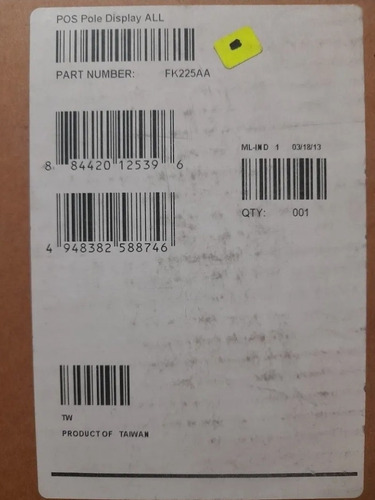 POS Pole Display ALL
PART NUMBER: FK225AA
8 84420 12539 6
ML-IND 1 03/18/13
QTY: 001
4 948382 588746
TW
PRODUCT OF TAIWAN